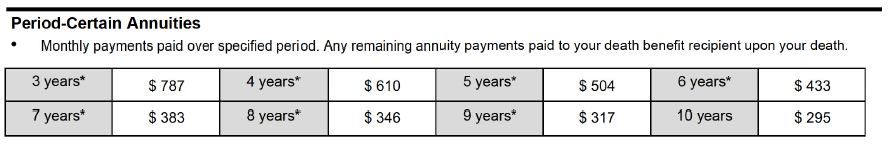 Period-Certain Annuities
• Monthly payments paid over specified period. Any remaining annuity payments paid to your death benefit recipient upon your death.
3 years* $ 787 4 years* $ 610 5 years* $ 504 6 years* $ 433
7 years* $ 383 8 years* $ 346 9 years* $ 317 10 years $ 295